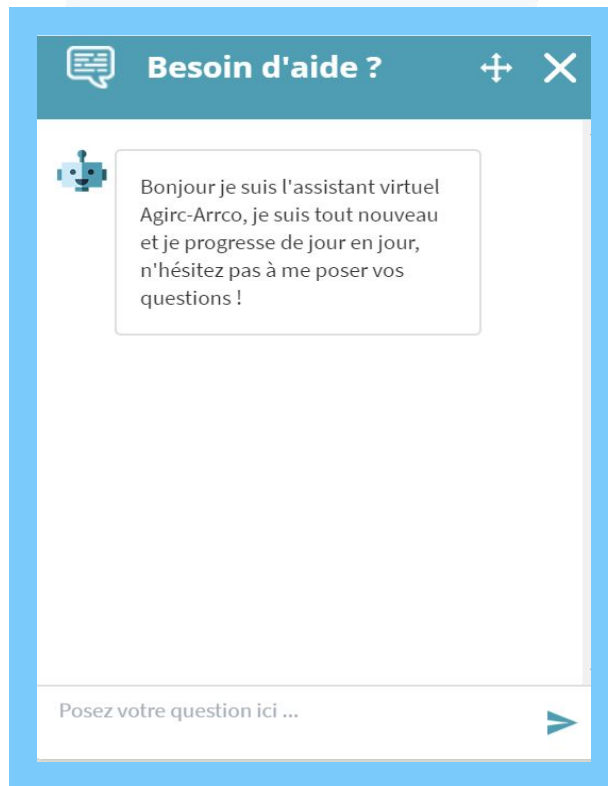 Besoin d'aide ?
Bonjour je suis l'assistant virtuel
Agirc-Arrco, je suis tout nouveau
et je progresse de jour en jour,
n'hésitez pas à me poser vos
questions !
Posez votre question ici ...